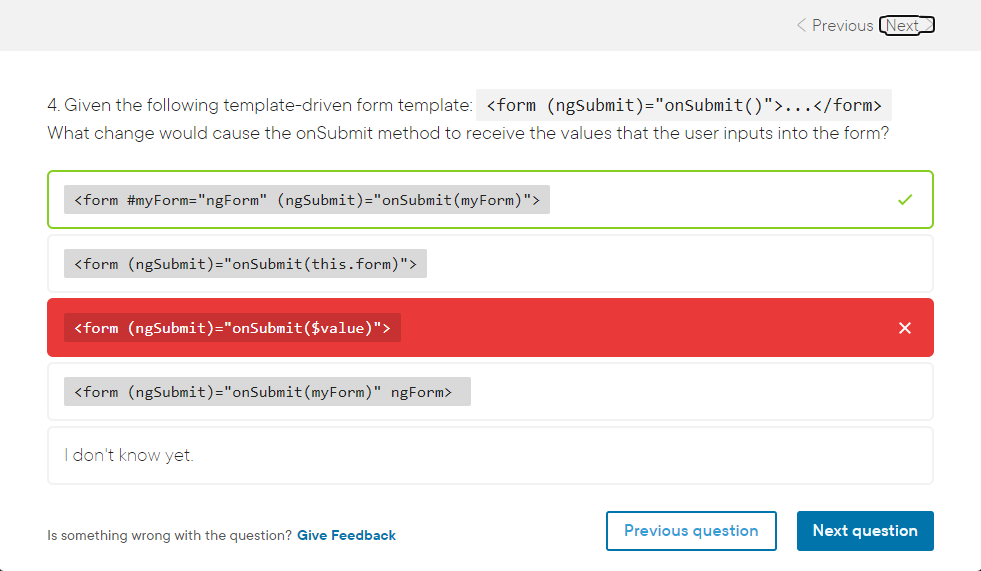 Previous Next
4. Given the following template-driven form template: <form (ngSubmit)="onSubmit()">...</form>
What change would cause the onSubmit method to receive the values that the user inputs into the form?
<form #myForm="ngForm" (ngSubmit)="onSubmit(myForm)">
<form (ngSubmit)="onSubmit(this.form)">
<form (ngSubmit)="onSubmit($value)">
<form (ngSubmit)="onSubmit(myForm)" ngForm>
I don't know yet.
Is something wrong with the question? Give Feedback
Previous question
Next question